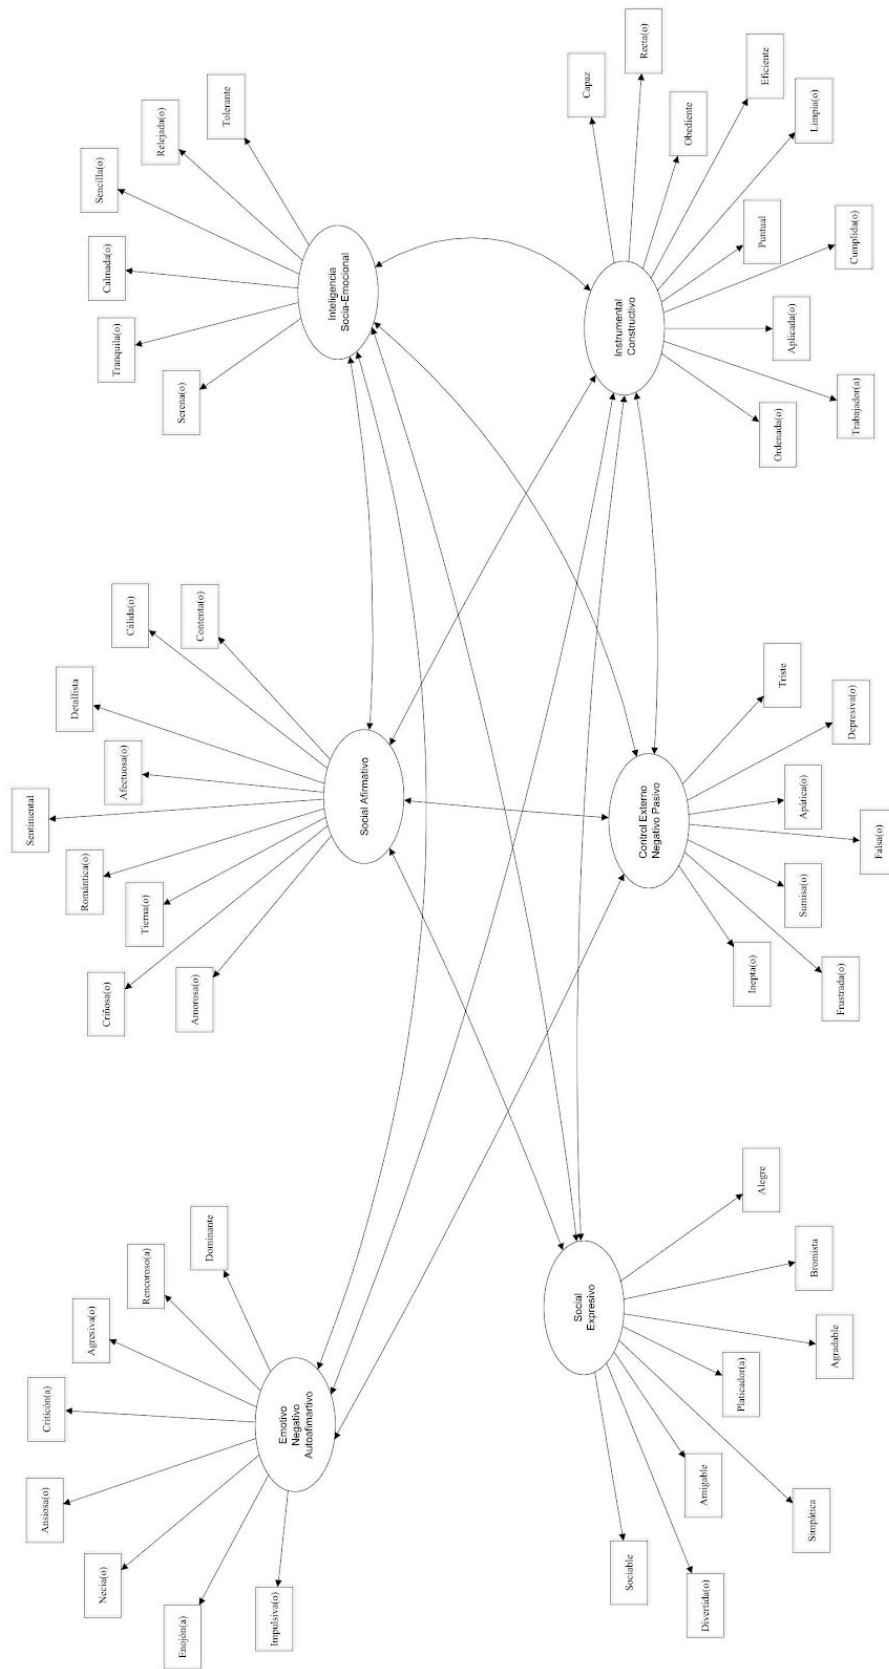 Impulsiva(o)
Enojón(a)
Necia(o)
Ansiosa(o)
Criticón(a)
Agresiva(o)
Rencoroso(a)
Dominante
Emotivo
Negativo
Autoafimartivo
Amorosa(o)
Criñosa(o)
Tierna(o)
Romántica(o)
Sentimental
Afectuosa(o)
Detallista
Cálida(o)
Contenta(o)
Social Afirmativo
Serena(o)
Tranquila(o)
Calmada(o)
Sencilla(o)
Relejada(o)
Tolerante
Inteligencia
Socia-Emocional
Social
Expresivo
Sociable
Divertida(o)
Amigable
Simpática
Platicador(a)
Agradable
Bromista
Alegre
Control Externo
Negativo Pasivo
Inepta(o)
Frustrada(o)
Sumisa(o)
Falsa(o)
Apática(o)
Depresiva(o)
Triste
Instrumental
Constructivo
Ordenada(o)
Trabajador(a)
Aplicada(o)
Cumplida(o)
Puntual
Limpia(o)
Eficiente
Obediente
Recta(o)
Capaz